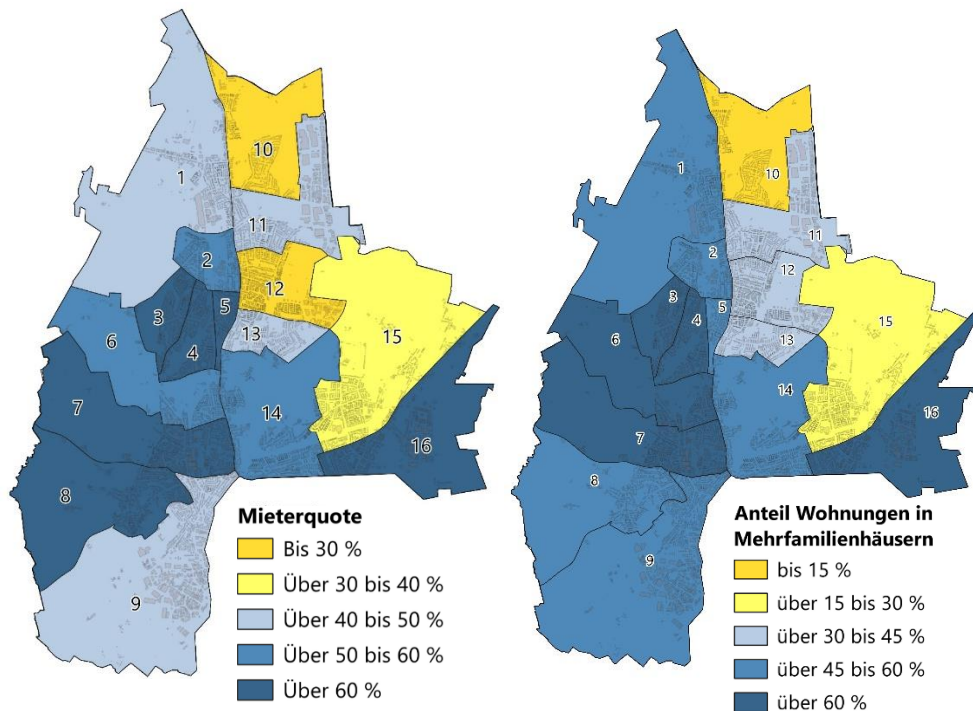 10
1
11
2
12
5
3
13
15
6
4
7
14
16
8
9
Mieterquote
Bis 30 %
Über 30 bis 40 %
Über 40 bis 50 %
Über 50 bis 60 %
Über 60 %
1
10
11
2
12
3
5
4
15
6
13
14
16
7
8
9
Anteil Wohnungen in
Mehrfamilienhäusern
bis 15 %
über 15 bis 30 %
über 30 bis 45 %
über 45 bis 60 %
über 60 %